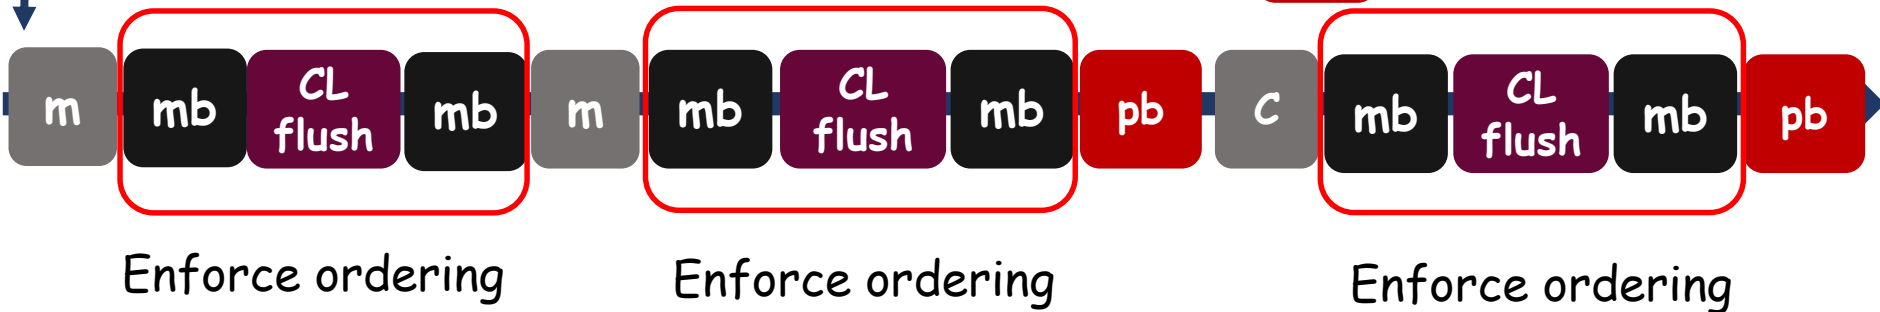 m mb CL flush mb m mb CL flush mb pb C mb CL flush mb pb
Enforce ordering Enforce ordering Enforce ordering